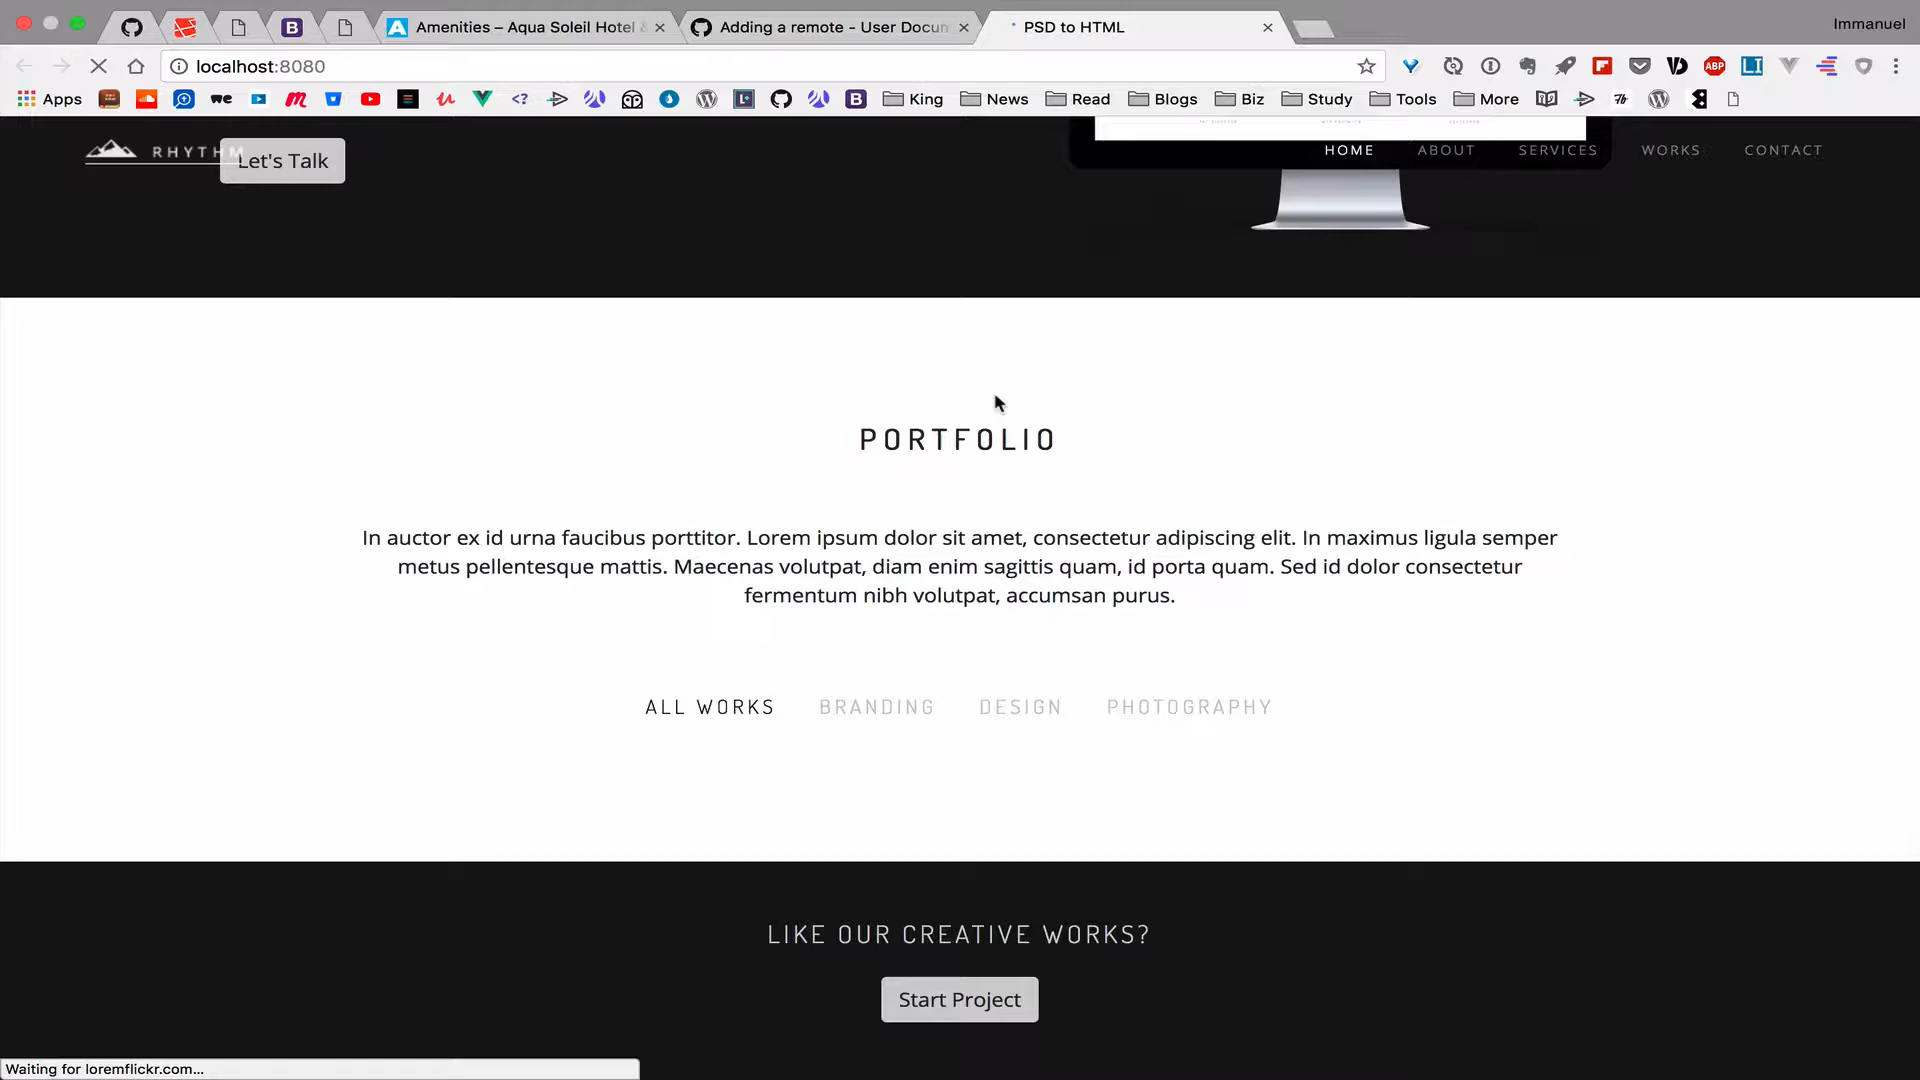 Amenities – Aqua Soleil Hotel
Adding a remote - User Docum
PSD to HTML
Immanuel
localhost:8080
Apps
King
News
Read
Blogs
Biz
Study
Tools
More
RHYTHM
Let's Talk
HOME ABOUT SERVICES WORKS CONTACT
PORTFOLIO
In auctor ex id urna faucibus porttitor. Lorem ipsum dolor sit amet, consectetur adipiscing elit. In maximus ligula semper
metus pellentesque mattis. Maecenas volutpat, diam enim sagittis quam, id porta quam. Sed id dolor consectetur
fermentum nibh volutpat, accumsan purus.
ALL WORKS BRANDING DESIGN PHOTOGRAPHY
LIKE OUR CREATIVE WORKS?
Start Project
Waiting for loremflickr.com...